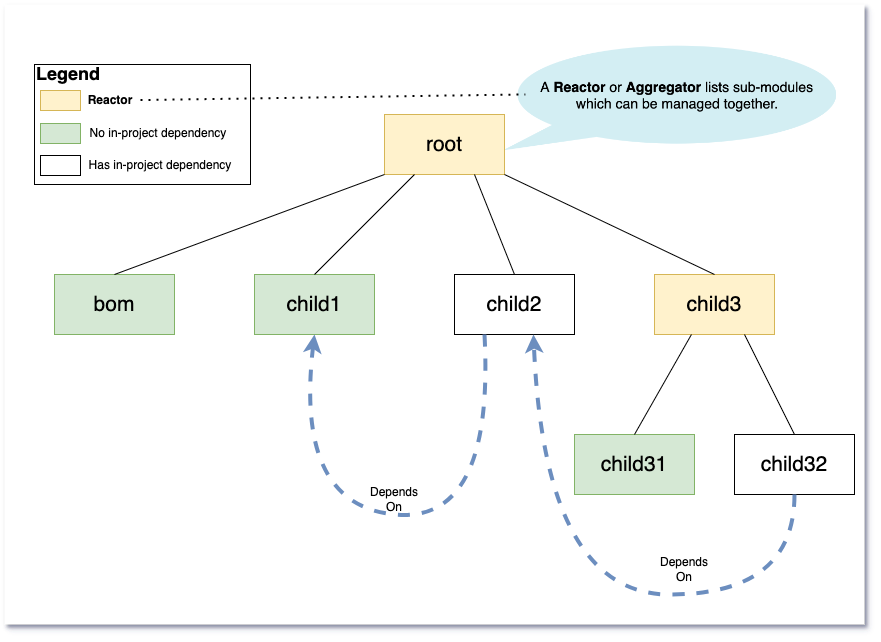 Legend
Reactor
No in-project dependency
Has in-project dependency
A Reactor or Aggregator lists sub-modules
which can be managed together.
root
bom
child1
child2
child3
child31
child32
Depends
On
Depends
On